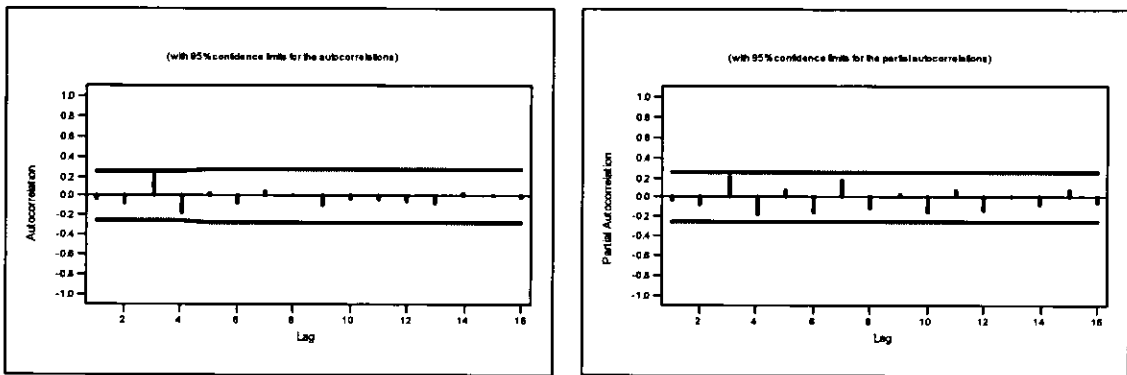 (with 95% confidence limits for the autocorrelations)
1.0
0.8
0.6
0.4
0.2
0.0
-0.2
-0.4
-0.6
-0.8
-1.0
Autocorrelation
2 4 6 8 10 12 14 16
Lag
(with 95% confidence limits for the partial autocorrelations)
1.0
0.8
0.6
0.4
0.2
0.0
-0.2
-0.4
-0.6
-0.8
-1.0
Partial Autocorrelation
2 4 6 8 10 12 14 16
Lag